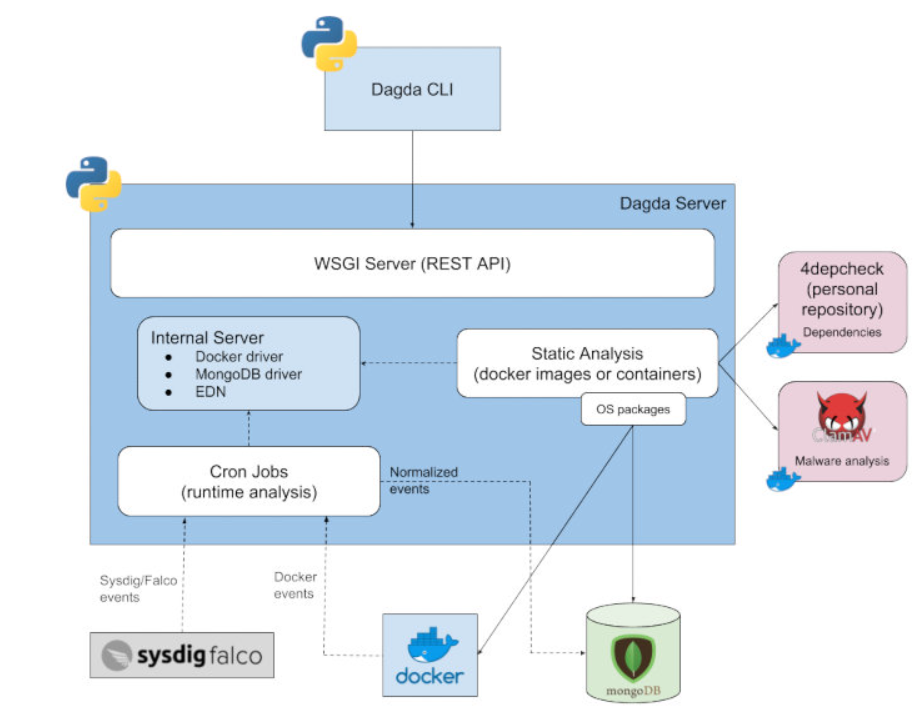 Dagda CLI
Dagda Server
WSGI Server (REST API)
4depcheck
(personal
repository)
Dependencies
Internal Server
● Docker driver
● MongoDB driver
● EDN
Static Analysis
(docker images or containers)
OS packages
ClamAV
Malware analysis
Cron Jobs
(runtime analysis)
Normalized
events
Sysdig/Falco
events
Docker
events
sysdig falco
docker
mongoDB